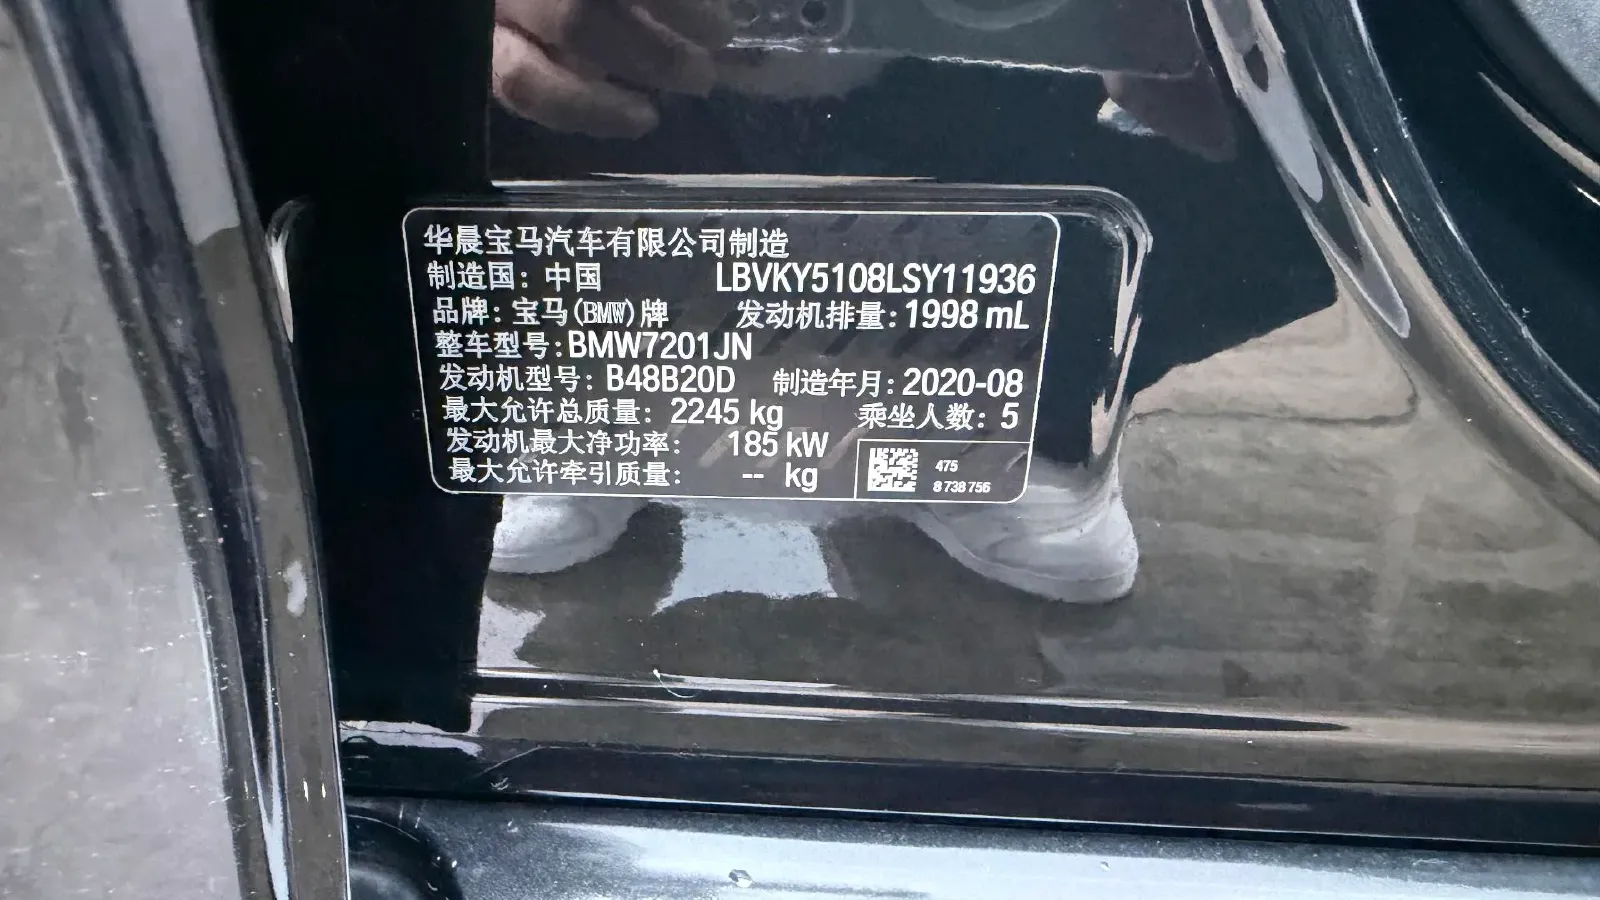 华晨宝马汽车有限公司制造
制造国：中国 LBVKY5108LSY11936
品牌：宝马(BMW)牌 发动机排量：1998 mL
整车型号：BMW7201JN
发动机型号：B48B20D 制造年月：2020-08
最大允许总质量：2245 kg 乘坐人数：5
发动机最大净功率：185 kW
最大允许牵引质量：-- kg
475
8 738 756